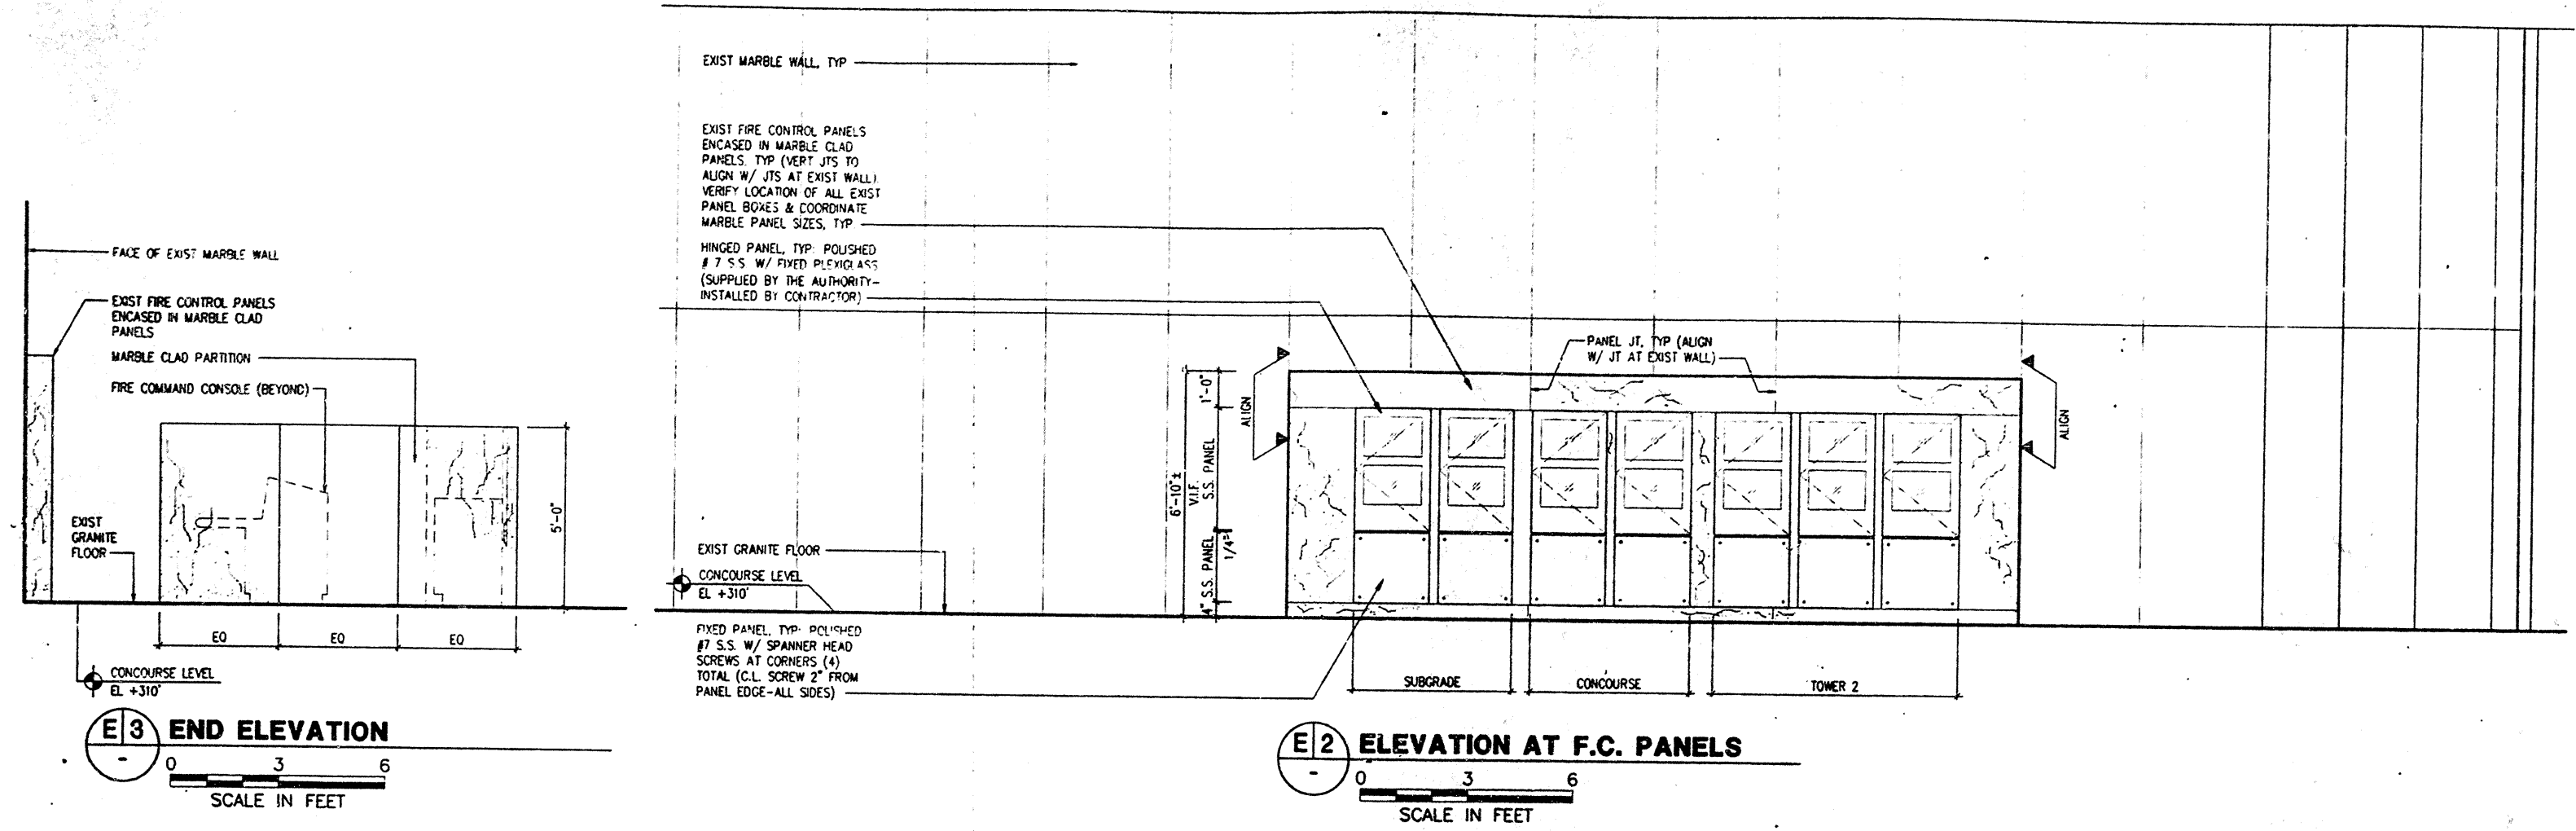 FACE OF EXIST MARBLE WALL
EXIST FIRE CONTROL PANELS
ENCASED IN MARBLE CLAD
PANELS
MARBLE CLAD PARTITION
FIRE COMMAND CONSOLE (BEYOND)
EXIST
GRANITE
FLOOR
5'-0"
EQ
EQ
EQ
CONCOURSE LEVEL
EL +310'
E 3
-
END ELEVATION
0 3 6
SCALE IN FEET
EXIST MARBLE WALL, TYP
EXIST FIRE CONTROL PANELS
ENCASED IN MARBLE CLAD
PANELS. TYP (VERT JTS TO
ALIGN W/ JTS AT EXIST WALL).
VERIFY LOCATION OF ALL EXIST
PANEL BOXES & COORDINATE
MARBLE PANEL SIZES, TYP
HINGED PANEL, TYP: POLISHED
# 7 S.S. W/ FIXED PLEXIGLASS
(SUPPLIED BY THE AUTHORITY-
INSTALLED BY CONTRACTOR)
PANEL JT, TYP (ALIGN
W/ JT AT EXIST WALL)
ALIGN
ALIGN
1'-0"
6'-10"±
V.I.F.
S.S. PANEL
1/4"
S.S. PANEL
4"
EXIST GRANITE FLOOR
CONCOURSE LEVEL
EL +310'
FIXED PANEL, TYP: POLISHED
#7 S.S. W/ SPANNER HEAD
SCREWS AT CORNERS (4)
TOTAL (C.L. SCREW 2" FROM
PANEL EDGE-ALL SIDES)
SUBGRADE
CONCOURSE
TOWER 2
E 2
-
ELEVATION AT F.C. PANELS
0 3 6
SCALE IN FEET